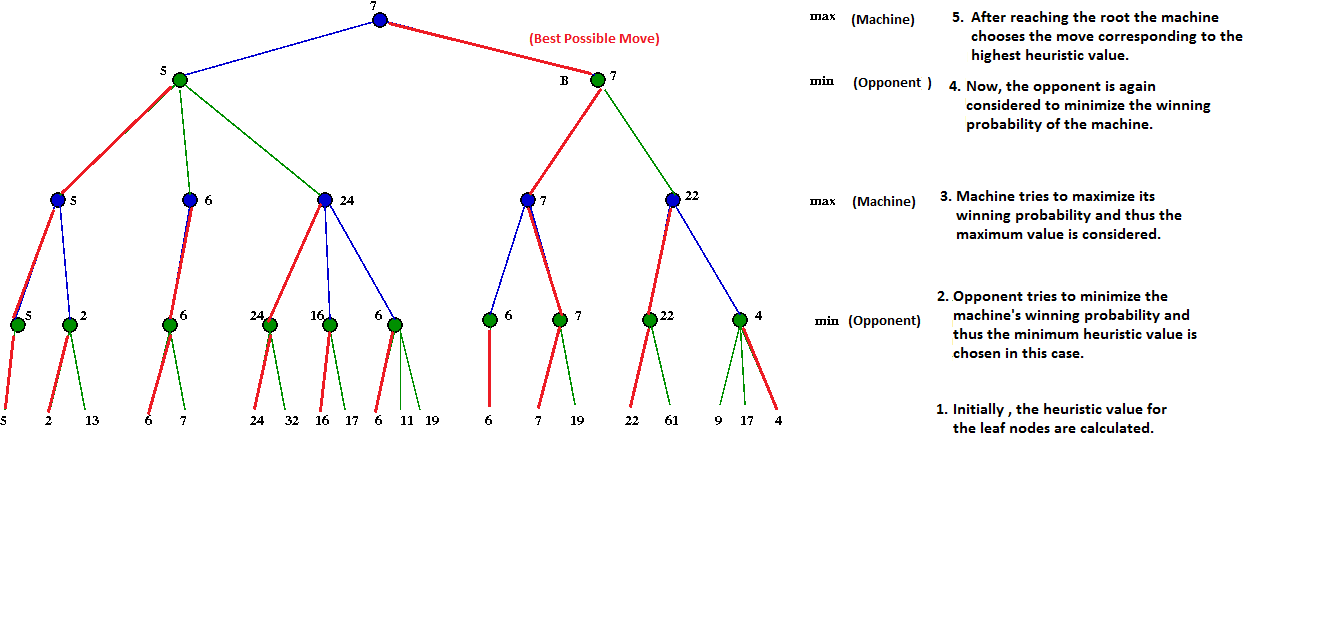 7 max (Machine) 5. After reaching the root the machine
(Best Possible Move) chooses the move corresponding to the
highest heuristic value.
5 B 7 min (Opponent ) 4. Now, the opponent is again
considered to minimize the winning
probability of the machine.
5 6 24 7 22 max (Machine) 3. Machine tries to maximize its
winning probability and thus the
maximum value is considered.
2. Opponent tries to minimize the
5 2 6 24 16 6 6 7 22 4 min (Opponent) machine's winning probability and
thus the minimum heuristic value is
chosen in this case.
1. Initially , the heuristic value for
5 2 13 6 7 24 32 16 17 6 11 19 6 7 19 22 61 9 17 4 the leaf nodes are calculated.